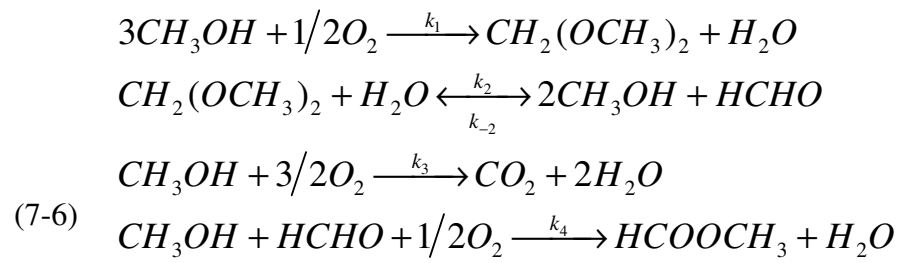 3CH₃OH + 1/2O₂ —k₁→ CH₂(OCH₃)₂ + H₂O
CH₂(OCH₃)₂ + H₂O ←k₂/k₋₂→ 2CH₃OH + HCHO
CH₃OH + 3/2O₂ —k₃→ CO₂ + 2H₂O
(7-6) CH₃OH + HCHO + 1/2O₂ —k₄→ HCOOCH₃ + H₂O